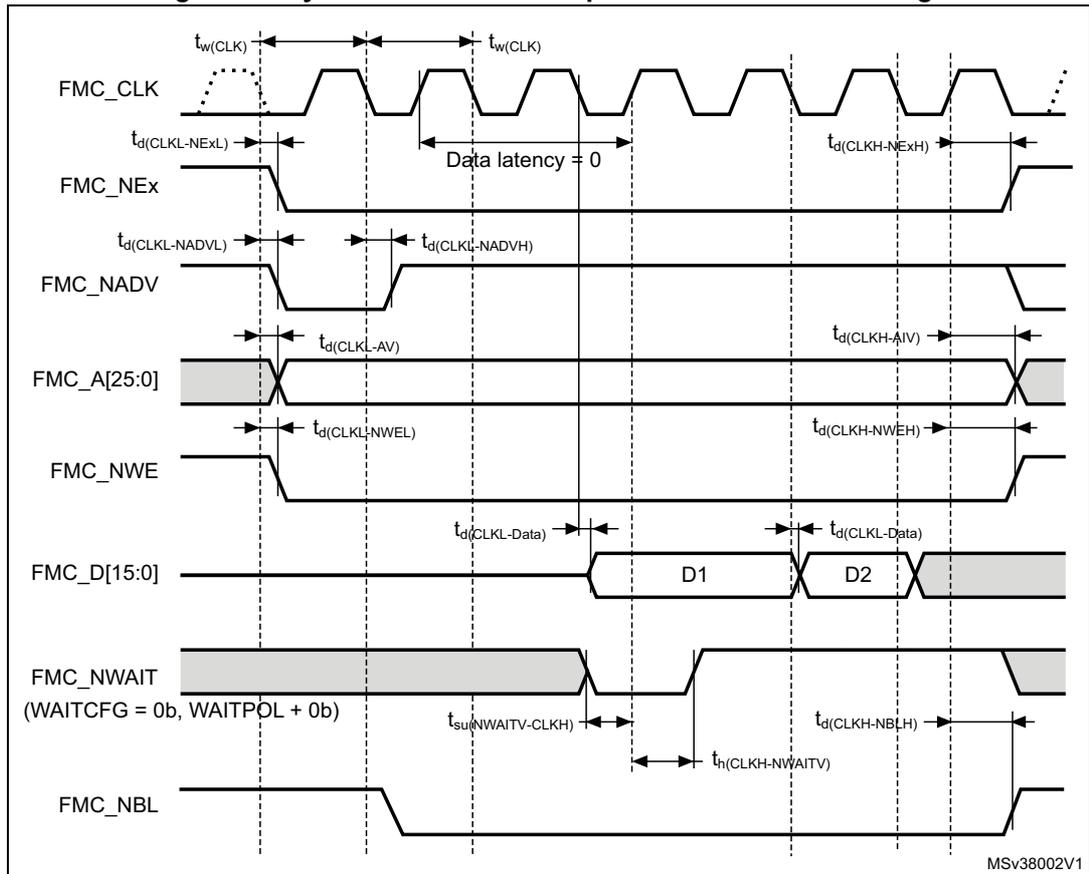 tw(CLK) tw(CLK)
FMC_CLK
td(CLKL-NExL) td(CLKH-NExH)
Data latency = 0
FMC_NEx
td(CLKL-NADVL) td(CLKL-NADVH)
FMC_NADV
td(CLKL-AV) td(CLKH-AIV)
FMC_A[25:0]
td(CLKL-NWEL) td(CLKH-NWEH)
FMC_NWE
td(CLKL-Data) td(CLKL-Data)
FMC_D[15:0] D1 D2
FMC_NWAIT
(WAITCFG = 0b, WAITPOL + 0b)
tsu(NWAITV-CLKH) td(CLKH-NBLH)
th(CLKH-NWAITV)
FMC_NBL
MSv38002V1